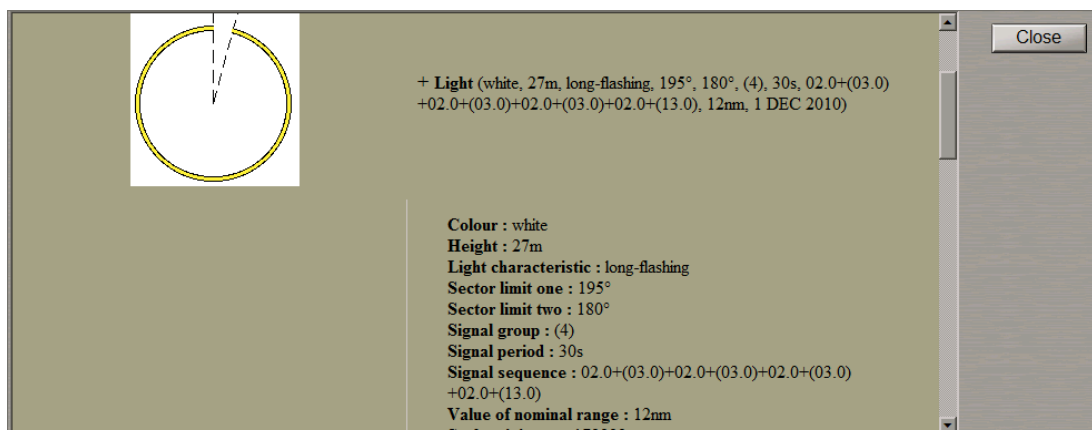 Close
+ Light (white, 27m, long-flashing, 195°, 180°, (4), 30s, 02.0+(03.0)
+02.0+(03.0)+02.0+(03.0)+02.0+(13.0), 12nm, 1 DEC 2010)
Colour : white
Height : 27m
Light characteristic : long-flashing
Sector limit one : 195°
Sector limit two : 180°
Signal group : (4)
Signal period : 30s
Signal sequence : 02.0+(03.0)+02.0+(03.0)+02.0+(03.0)
+02.0+(13.0)
Value of nominal range : 12nm